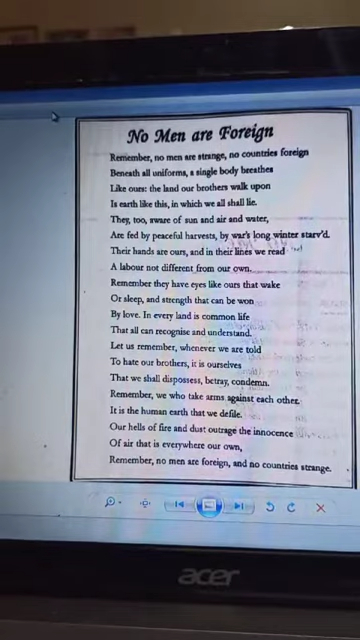 No Men are Foreign
Remember, no men are strange, no countries foreign
Beneath all uniforms, a single body breathes
Like ours: the land our brothers walk upon
Is earth like this, in which we all shall lie.
They, too, aware of sun and air and water,
Are fed by peaceful harvests, by war's long winter starv'd.
Their hands are ours, and in their lines we read
A labour not different from our own.
Remember they have eyes like ours that wake
Or sleep, and strength that can be won
By love. In every land is common life
That all can recognise and understand.
Let us remember, whenever we are told
To hate our brothers, it is ourselves
That we shall dispossess, betray, condemn.
Remember, we who take arms against each other.
It is the human earth that we defile.
Our hells of fire and dust outrage the innocence
Of air that is everywhere our own,
Remember, no men are foreign, and no countries strange.
acer